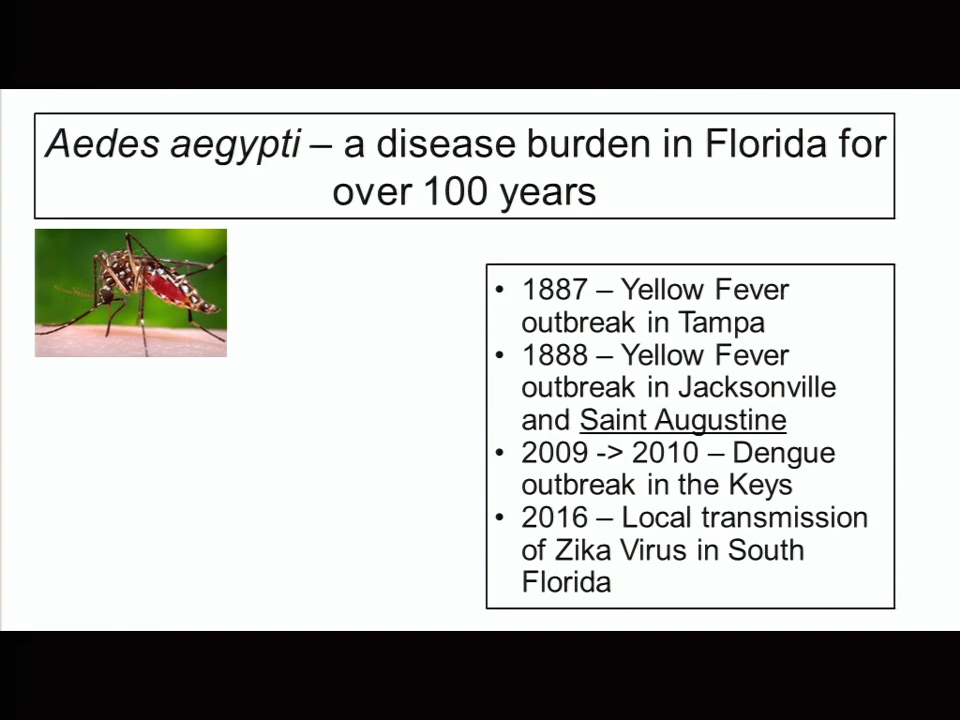 Aedes aegypti – a disease burden in Florida for
over 100 years
• 1887 – Yellow Fever
outbreak in Tampa
• 1888 – Yellow Fever
outbreak in Jacksonville
and Saint Augustine
• 2009 -> 2010 – Dengue
outbreak in the Keys
• 2016 – Local transmission
of Zika Virus in South
Florida